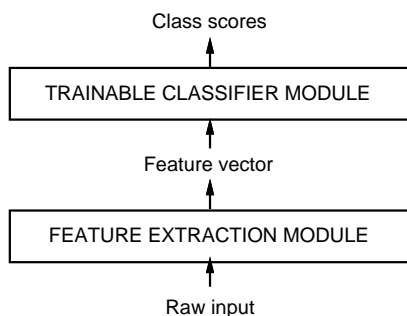 Class scores
TRAINABLE CLASSIFIER MODULE
Feature vector
FEATURE EXTRACTION MODULE
Raw input